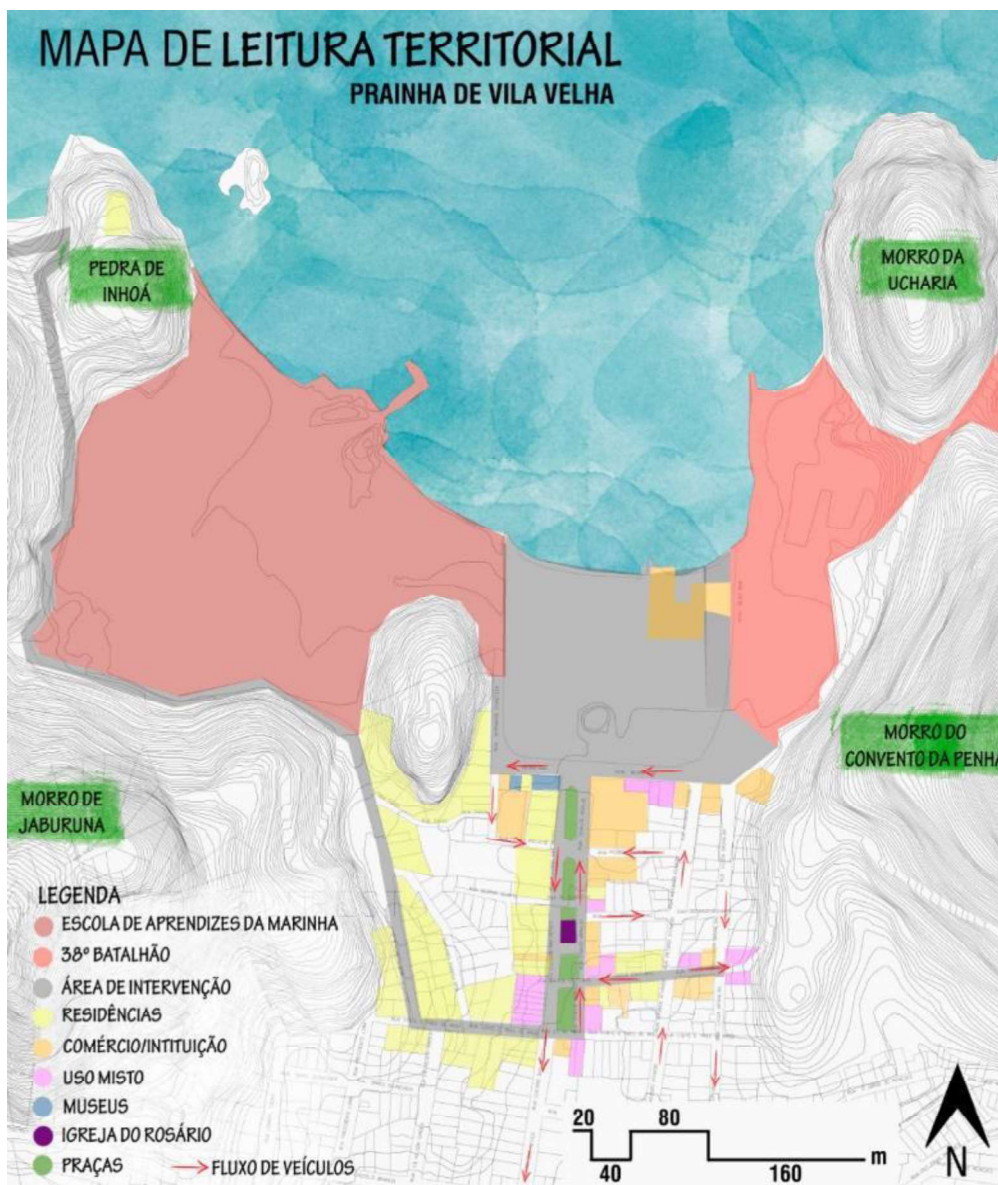 MAPA DE LEITURA TERRITORIAL
PRAINHA DE VILA VELHA
PEDRA DE
INHOÁ
MORRO DA
UCHARIA
MORRO DO
CONVENTO DA PENHA
MORRO DE
JABURUNA
LEGENDA
ESCOLA DE APRENDIZES DA MARINHA
38º BATALHÃO
ÁREA DE INTERVENÇÃO
RESIDÊNCIAS
COMÉRCIO/INTITUIÇÃO
USO MISTO
MUSEUS
IGREJA DO ROSÁRIO
PRAÇAS
FLUXO DE VEÍCULOS
20 80
40 160 m
N